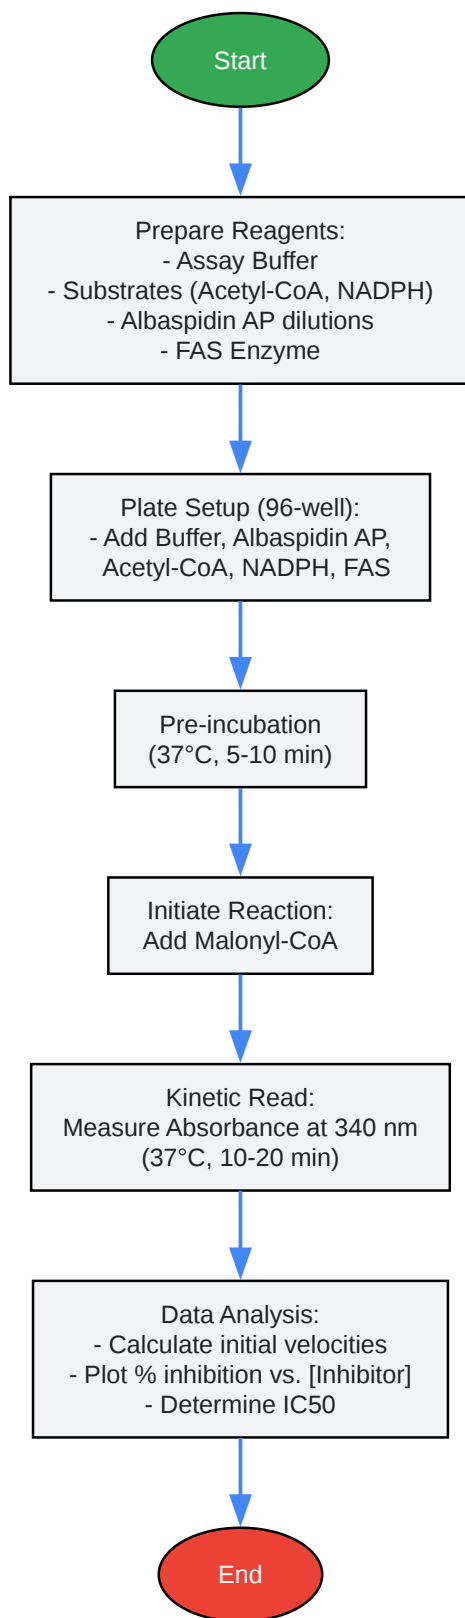 Start
Prepare Reagents:
- Assay Buffer
- Substrates (Acetyl-CoA, NADPH)
- Albaspidin AP dilutions
- FAS Enzyme
Plate Setup (96-well):
- Add Buffer, Albaspidin AP,
Acetyl-CoA, NADPH, FAS
Pre-incubation
(37°C, 5-10 min)
Initiate Reaction:
Add Malonyl-CoA
Kinetic Read:
Measure Absorbance at 340 nm
(37°C, 10-20 min)
Data Analysis:
- Calculate initial velocities
- Plot % inhibition vs. [Inhibitor]
- Determine IC50
End